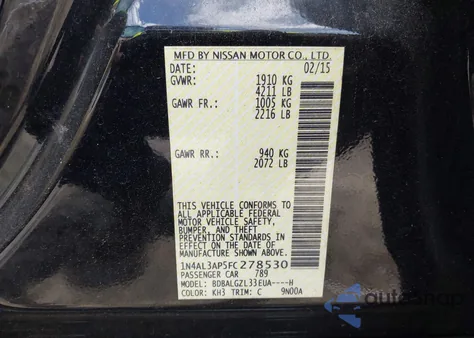 MFD BY NISSAN MOTOR CO., LTD.
DATE: 02/15
GVWR: 1910 KG
4211 LB
GAWR FR.: 1005 KG
2216 LB
GAWR RR.: 940 KG
2072 LB
THIS VEHICLE CONFORMS TO
ALL APPLICABLE FEDERAL
MOTOR VEHICLE SAFETY,
BUMPER, AND THEFT
PREVENTION STANDARDS
IN EFFECT ON THE DATE OF
MANUFACTURE SHOWN ABOVE.
1N4AL3AP5FC278530
PASSENGER CAR 789
MODEL: BDBALGZL33EUA----H
COLOR: KH3 TRIM: C 9N00A
autosnap